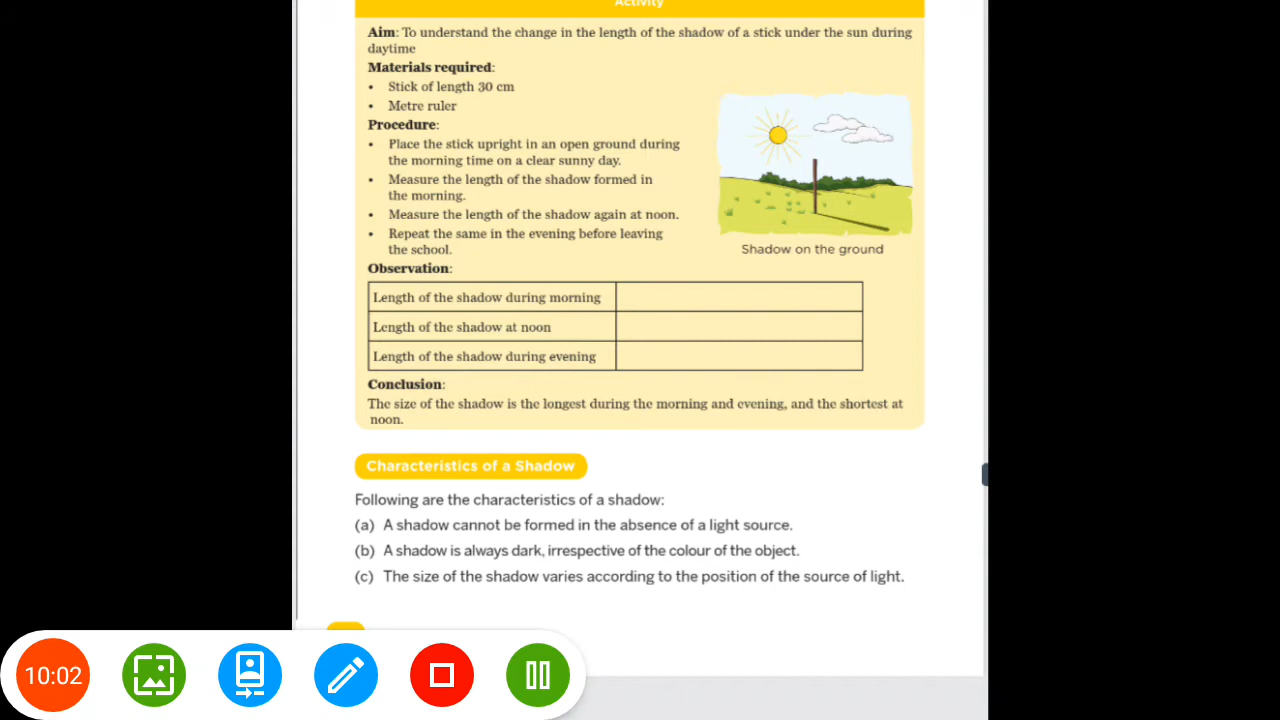 Activity
Aim: To understand the change in the length of the shadow of a stick under the sun during
daytime
Materials required:
• Stick of length 30 cm
• Metre ruler
Procedure:
• Place the stick upright in an open ground during
the morning time on a clear sunny day.
• Measure the length of the shadow formed in
the morning.
• Measure the length of the shadow again at noon.
• Repeat the same in the evening before leaving
the school.
Shadow on the ground
Observation:
Length of the shadow during morning
Length of the shadow at noon
Length of the shadow during evening
Conclusion:
The size of the shadow is the longest during the morning and evening, and the shortest at
noon.
Characteristics of a Shadow
Following are the characteristics of a shadow:
(a) A shadow cannot be formed in the absence of a light source.
(b) A shadow is always dark, irrespective of the colour of the object.
(c) The size of the shadow varies according to the position of the source of light.
10:02